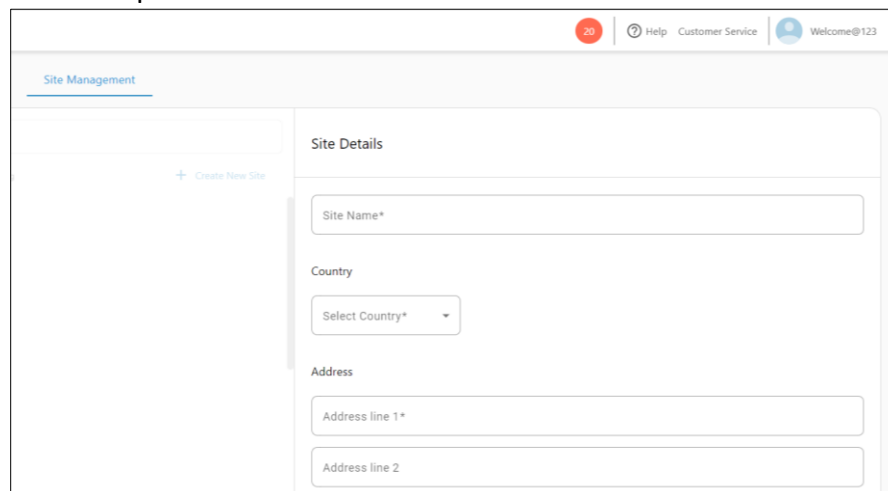 20 Help Customer Service Welcome@123
Site Management
Site Details
+ Create New Site
Site Name*
Country
Select Country*
Address
Address line 1*
Address line 2